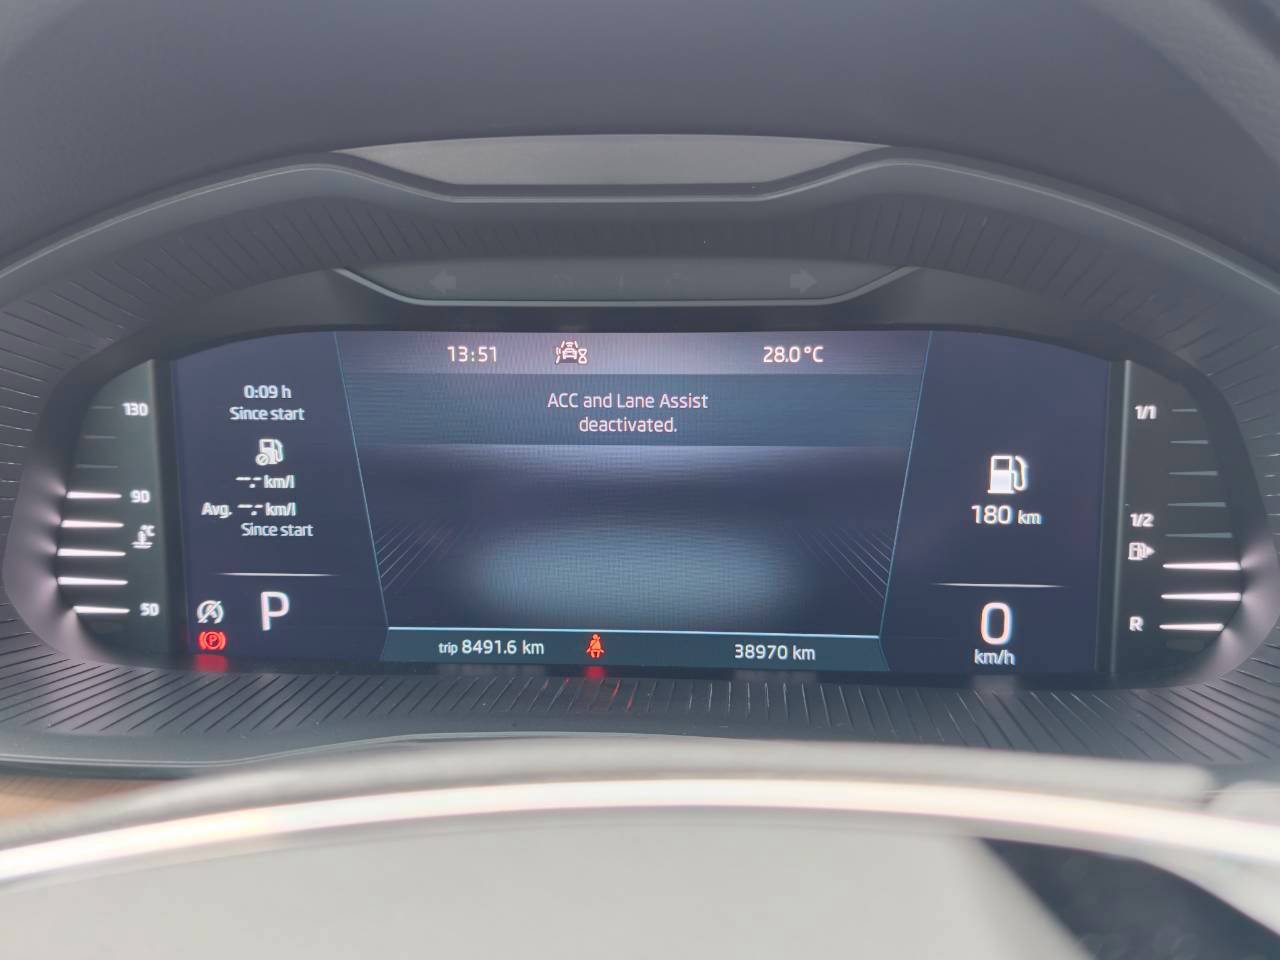 13:51
28.0°C
ACC and Lane Assist
deactivated.
0:09 h
Since start
--.- km/l
Avg. --.- km/l
Since start
P
130
90
°C
50
1/1
1/2
R
180 km
0
km/h
trip 8491.6 km
38970 km